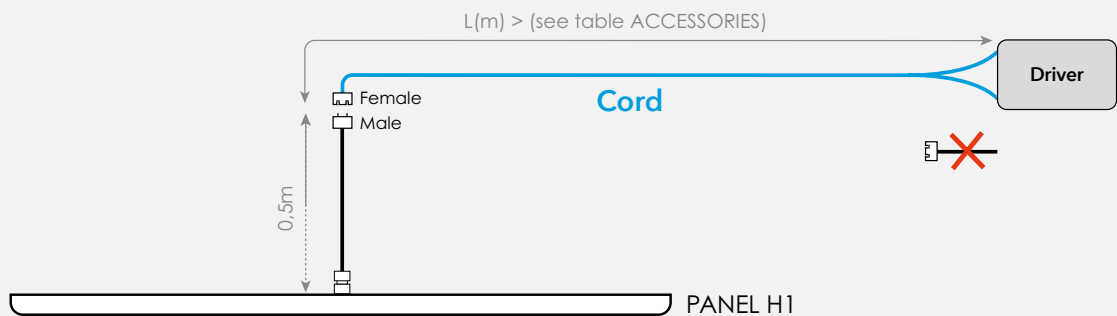 L(m) > (see table ACCESSORIES)
Driver
Female
Cord
Male
0,5m
PANEL H1